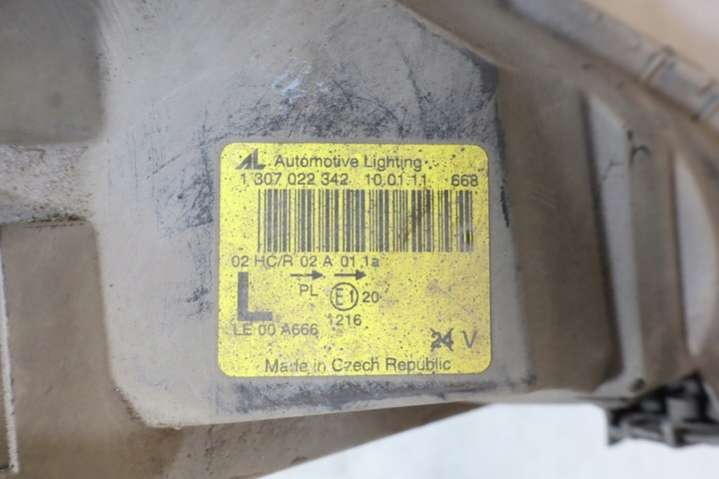 AL Automotive Lighting
1 307 022 342 10.01.11 668
02 HC/R 02 A 01 1a
L PL E1 20
1216
LE 00 A666
24 V
Made in Czech Republic